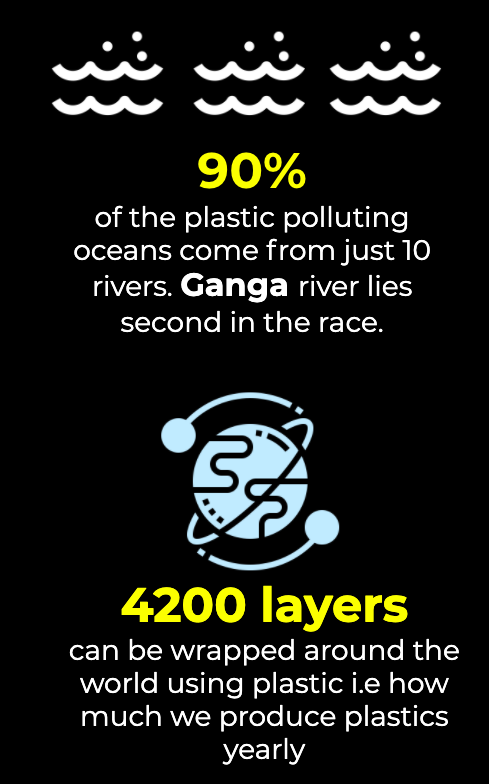 90%
of the plastic polluting
oceans come from just 10
rivers. Ganga river lies
second in the race.
4200 layers
can be wrapped around the
world using plastic i.e how
much we produce plastics
yearly